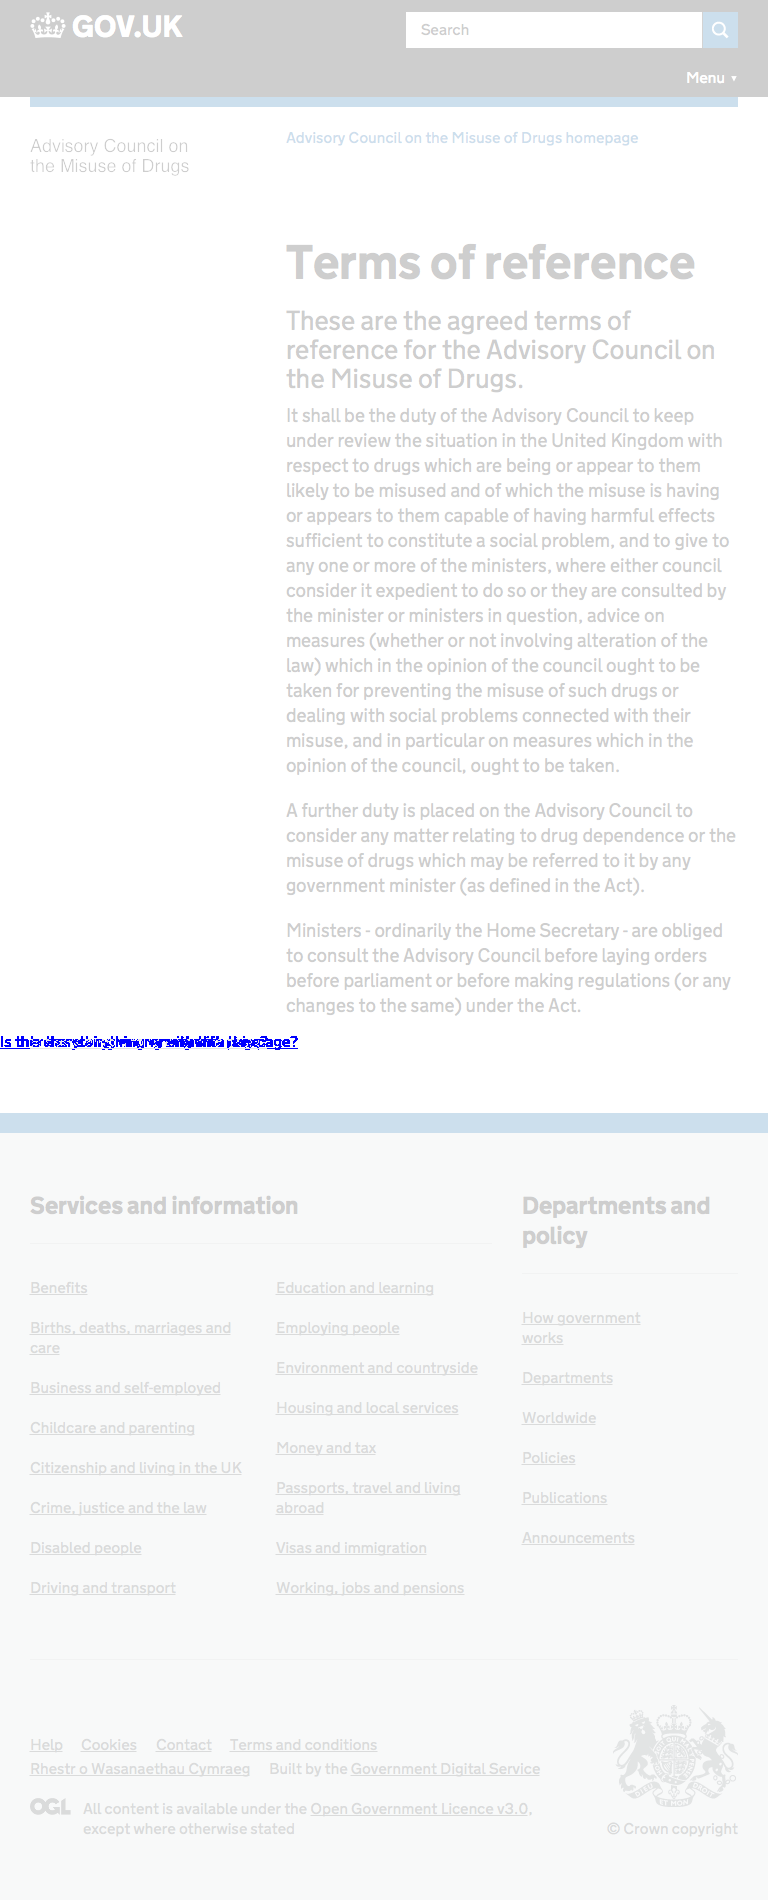 GOV.UK
Search
Menu ▼
Advisory Council on
the Misuse of Drugs
Advisory Council on the Misuse of Drugs homepage
Terms of reference
These are the agreed terms of
reference for the Advisory Council on
the Misuse of Drugs.
It shall be the duty of the Advisory Council to keep
under review the situation in the United Kingdom with
respect to drugs which are being or appear to them
likely to be misused and of which the misuse is having
or appears to them capable of having harmful effects
sufficient to constitute a social problem, and to give to
any one or more of the ministers, where either council
consider it expedient to do so or they are consulted by
the minister or ministers in question, advice on
measures (whether or not involving alteration of the
law) which in the opinion of the council ought to be
taken for preventing the misuse of such drugs or
dealing with social problems connected with their
misuse, and in particular on measures which in the
opinion of the council, ought to be taken.
A further duty is placed on the Advisory Council to
consider any matter relating to drug dependence or the
misuse of drugs which may be referred to it by any
government minister (as defined in the Act).
Ministers - ordinarily the Home Secretary - are obliged
to consult the Advisory Council before laying orders
before parliament or before making regulations (or any
changes to the same) under the Act.
Services and information
Benefits
Births, deaths, marriages and
care
Business and self-employed
Childcare and parenting
Citizenship and living in the UK
Crime, justice and the law
Disabled people
Driving and transport
Education and learning
Employing people
Environment and countryside
Housing and local services
Money and tax
Passports, travel and living
abroad
Visas and immigration
Working, jobs and pensions
Departments and
policy
How government
works
Departments
Worldwide
Policies
Publications
Announcements
Help Cookies Contact Terms and conditions
Rhestr o Wasanaethau Cymraeg Built by the Government Digital Service
OGL All content is available under the Open Government Licence v3.0,
except where otherwise stated
© Crown copyright